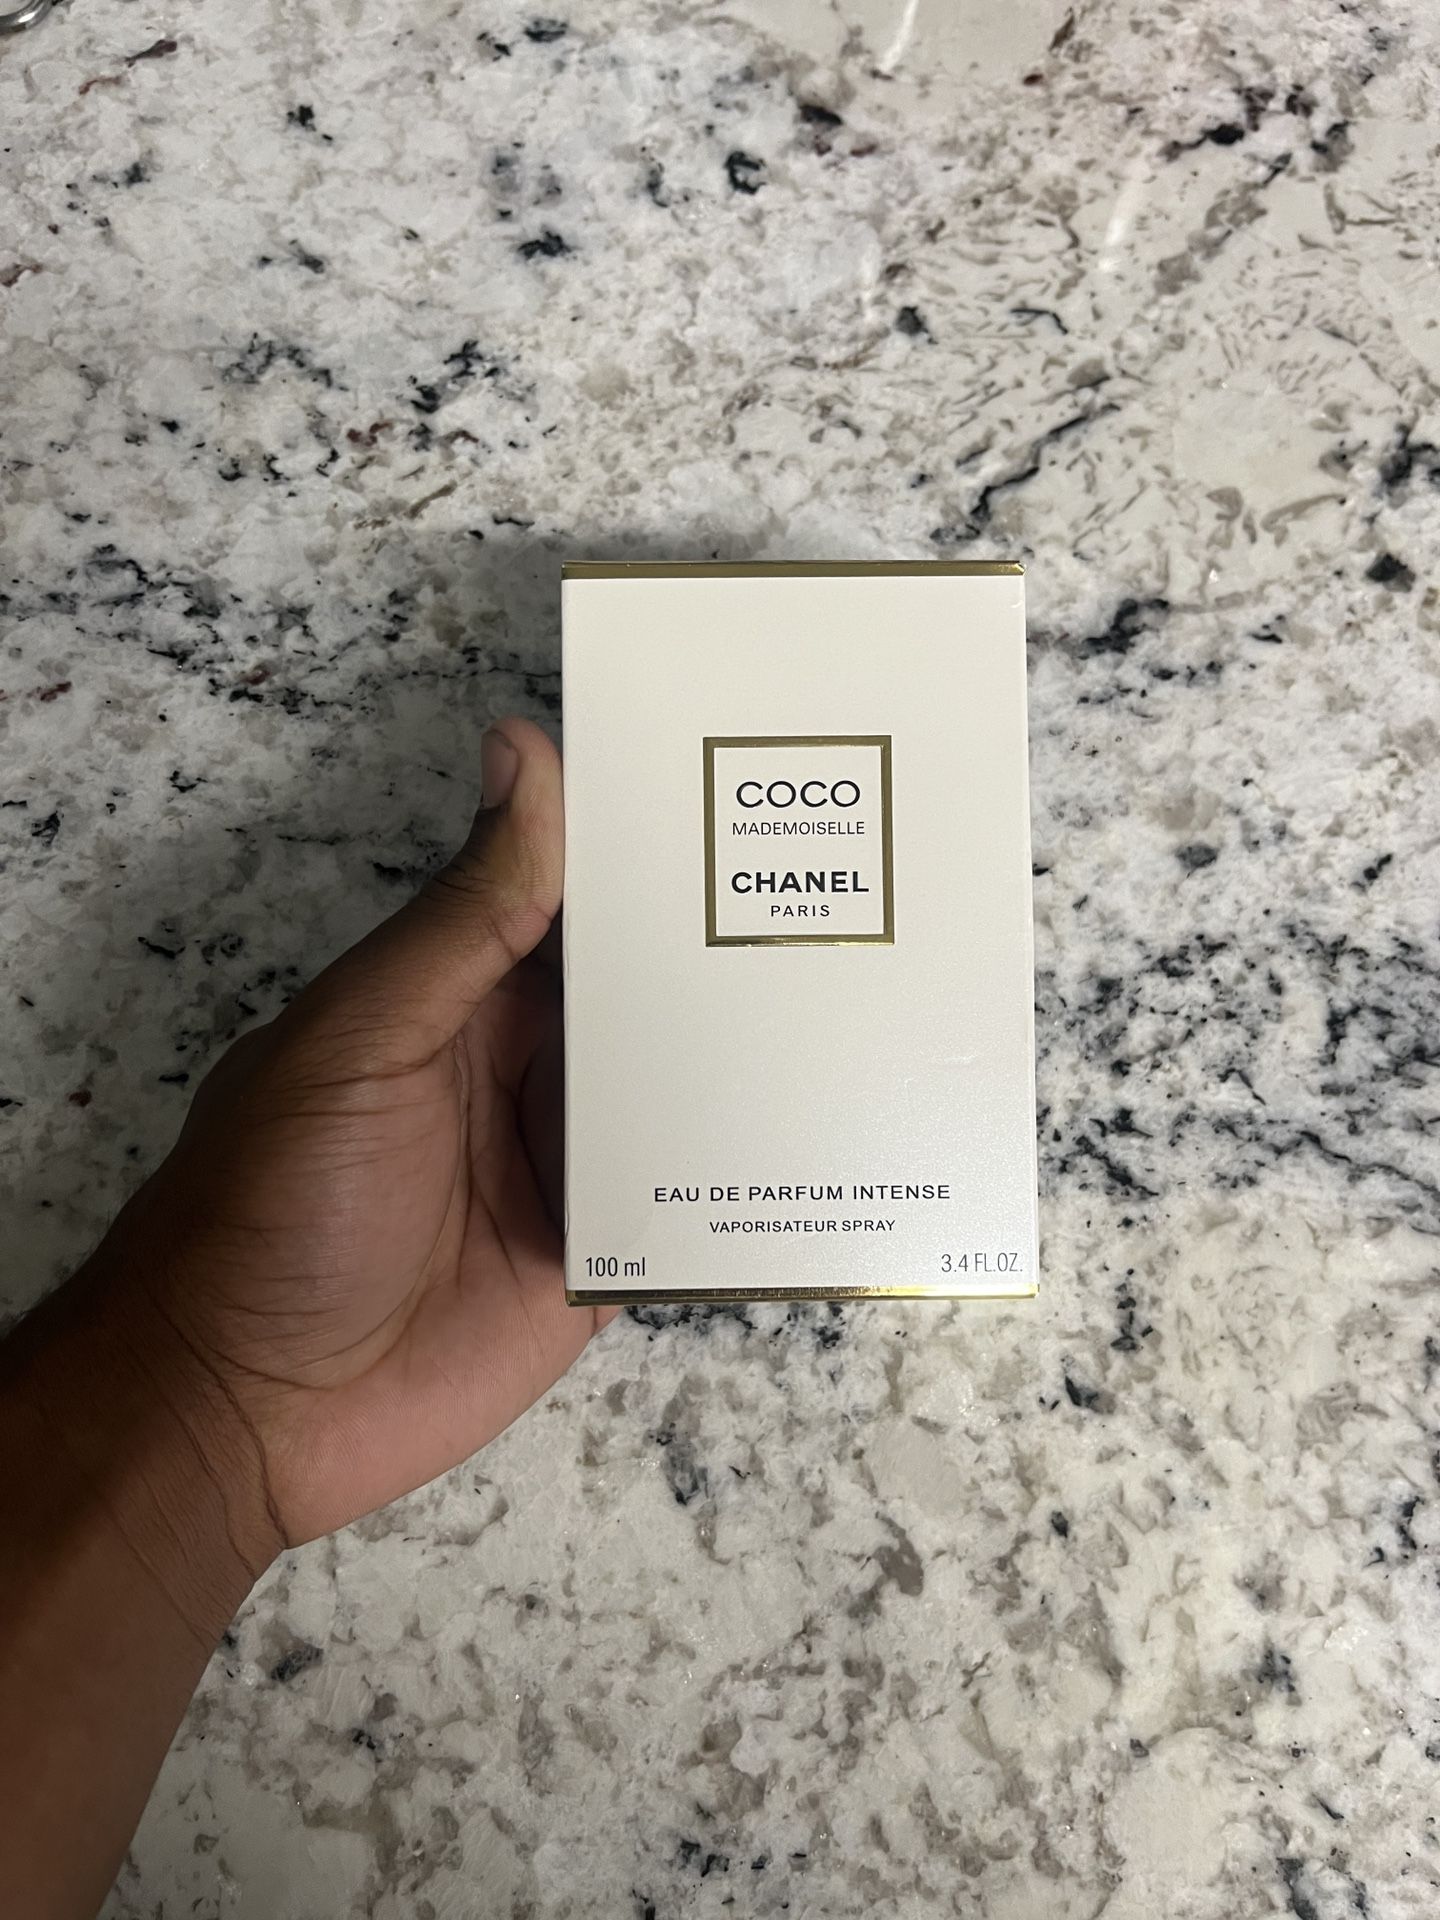 COCO
MADEMOISELLE
CHANEL
PARIS
EAU DE PARFUM INTENSE
VAPORISATEUR SPRAY
100 ml 3.4 FL.OZ.